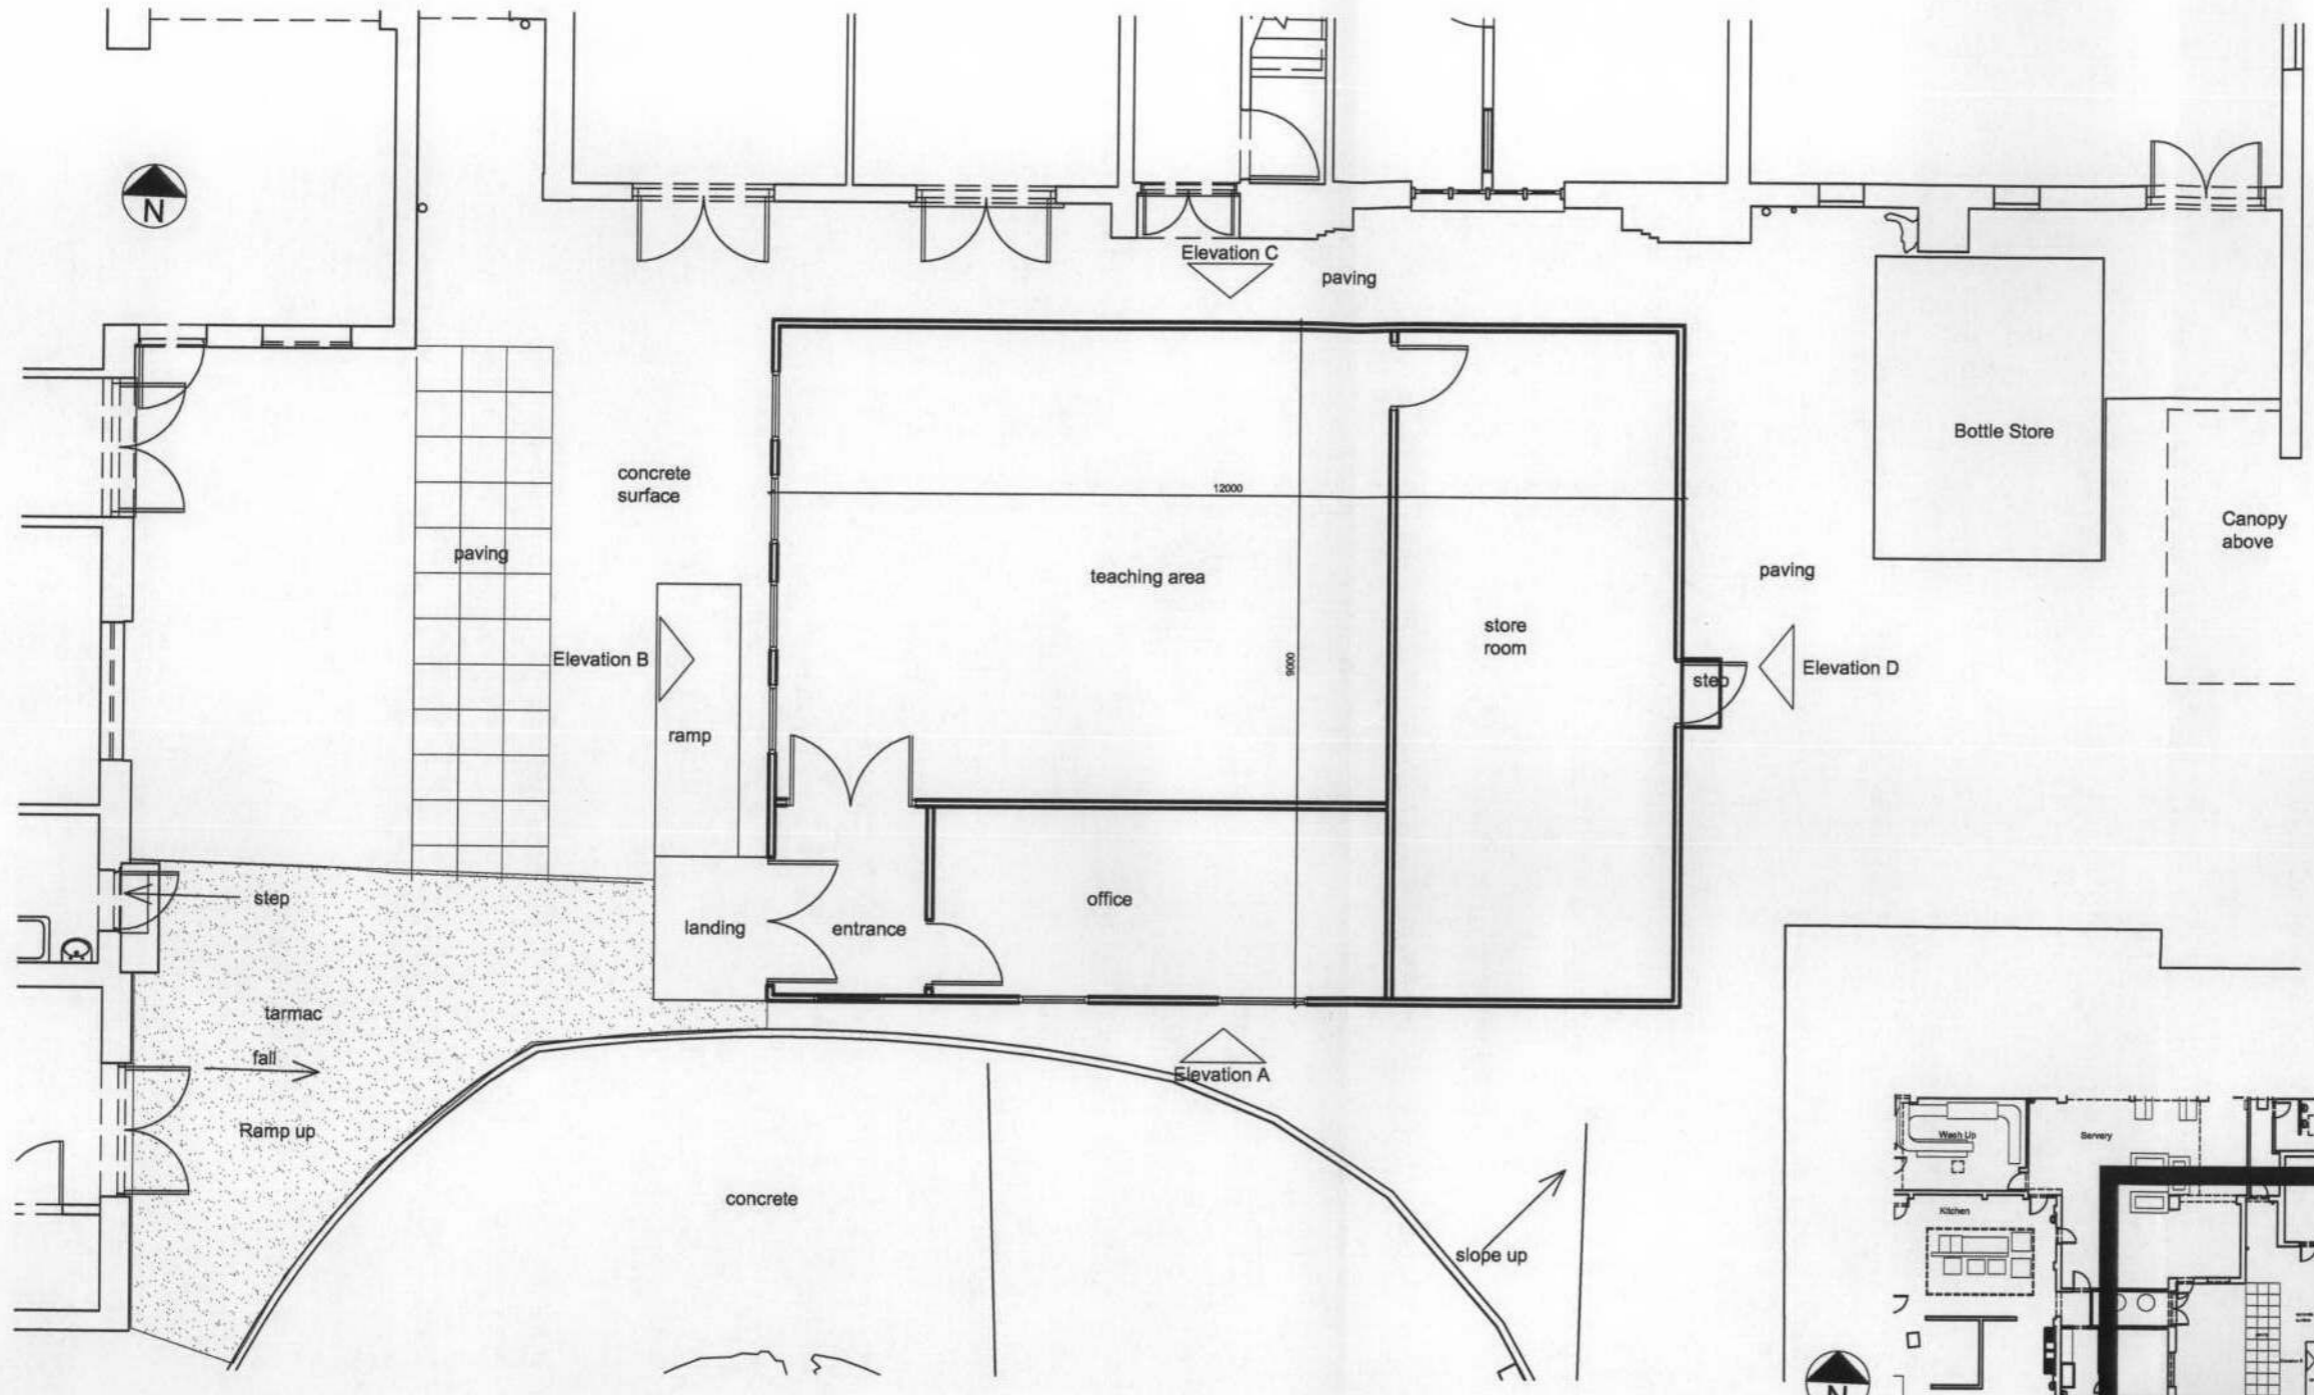 N
Elevation C
paving
concrete
surface
12000
Bottle Store
Canopy
above
paving
teaching area
paving
store
room
9000
Elevation B
Elevation D
step
ramp
step
landing
entrance
office
tarmac
fall
Elevation A
Ramp up
concrete
slope up
Wash Up
Servery
Kitchen
N